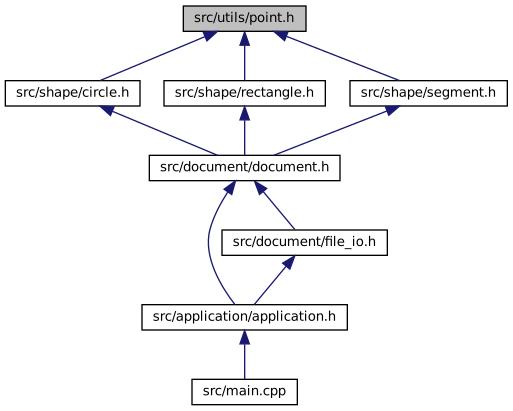 src/utils/point.h
src/shape/circle.h
src/shape/rectangle.h
src/shape/segment.h
src/document/document.h
src/document/file_io.h
src/application/application.h
src/main.cpp